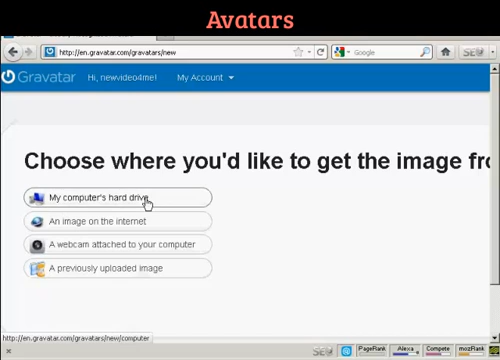 Avatars
http://en.gravatar.com/gravatars/new
Google
Gravatar Hi, newvideo4me! My Account
Choose where you'd like to get the image fro
My computer's hard drive
An image on the internet
A webcam attached to your computer
A previously uploaded image
http://en.gravatar.com/gravatars/new/computer
PageRank Alexa Compete mozRank